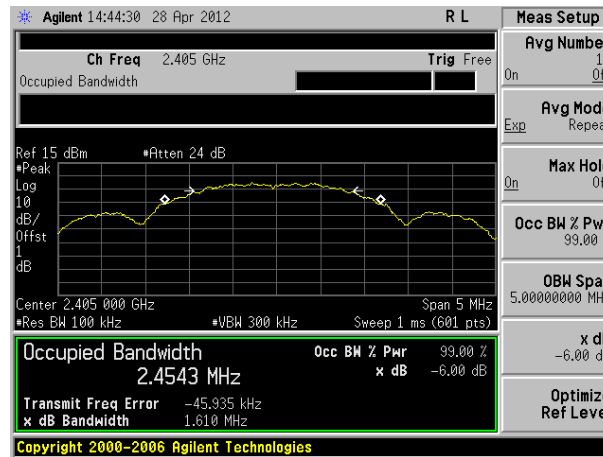 Agilent 14:44:30 28 Apr 2012 R L
Ch Freq 2.405 GHz Trig Free
Occupied Bandwidth
Ref 15 dBm #Atten 24 dB
#Peak
Log
10
dB/
Offst
1
dB
Center 2.405 000 GHz Span 5 MHz
#Res BW 100 kHz #VBW 300 kHz Sweep 1 ms (601 pts)
Occupied Bandwidth Occ BW % Pwr 99.00 %
2.4543 MHz x dB -6.00 dB
Transmit Freq Error -45.935 kHz
x dB Bandwidth 1.610 MHz
Copyright 2000-2006 Agilent Technologies
Meas Setup
Avg Numbe
1
On O
Avg Mod
Exp Repea
Max Hol
On Of
Occ BW % Pw
99.00
OBW Spa
5.00000000 MH
x d
-6.00 d
Optimiz
Ref Leve